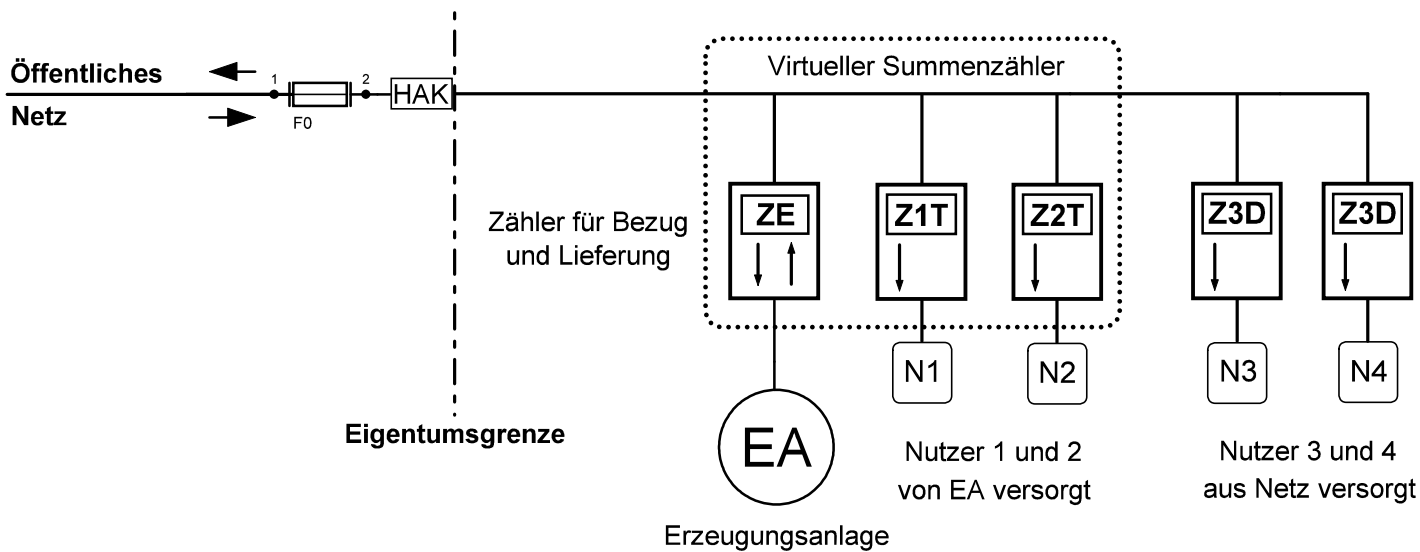 Öffentliches
Netz
1
2
F0
HAK
Virtueller Summenzähler
Zähler für Bezug
und Lieferung
ZE
Z1T
Z2T
Z3D
Z3D
N1
N2
N3
N4
Eigentumsgrenze
EA
Erzeugungsanlage
Nutzer 1 und 2
von EA versorgt
Nutzer 3 und 4
aus Netz versorgt